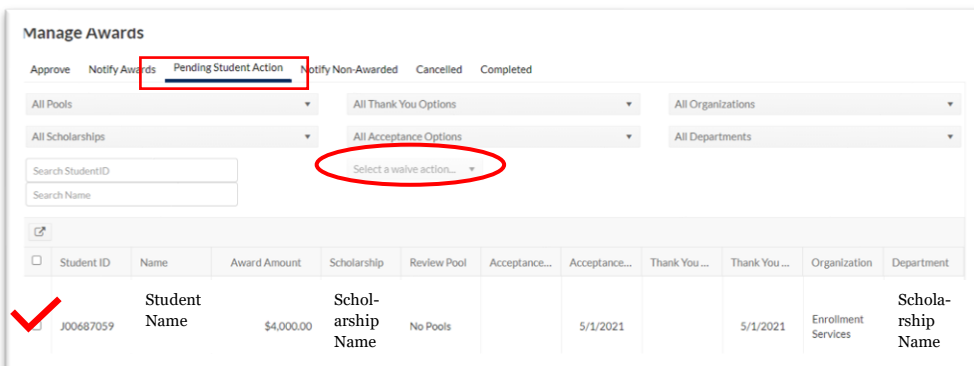 Manage Awards
Approve Notify Awards Pending Student Action Notify Non-Awarded Cancelled Completed
All Pools All Thank You Options All Organizations
All Scholarships All Acceptance Options All Departments
Search StudentID Select a waive action...
Search Name
Student ID Name Award Amount Scholarship Review Pool Acceptance... Acceptance... Thank You ... Thank You ... Organization Department
Student Schol- Schola-
J00687059 Name $4,000.00 arship No Pools 5/1/2021 5/1/2021 Enrollment rship
Name Services Name